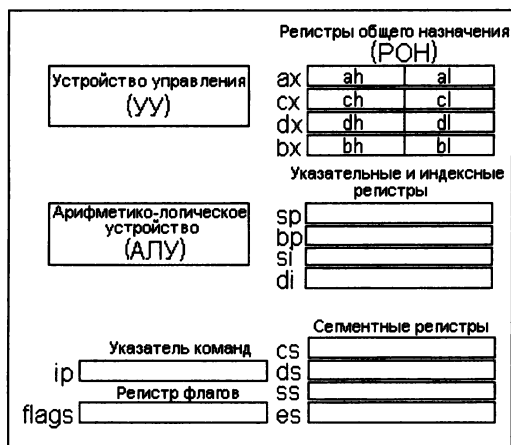 Регистры общего назначения
(РОН)
Устройство управления
(УУ)
ax ah al
cx ch cl
dx dh dl
bx bh bl
Указательные и индексные
регистры
Арифметико-логическое
устройство
(АЛУ)
sp
bp
si
di
Сегментные регистры
Указатель команд
ip
Регистр флагов
flags
cs
ds
ss
es